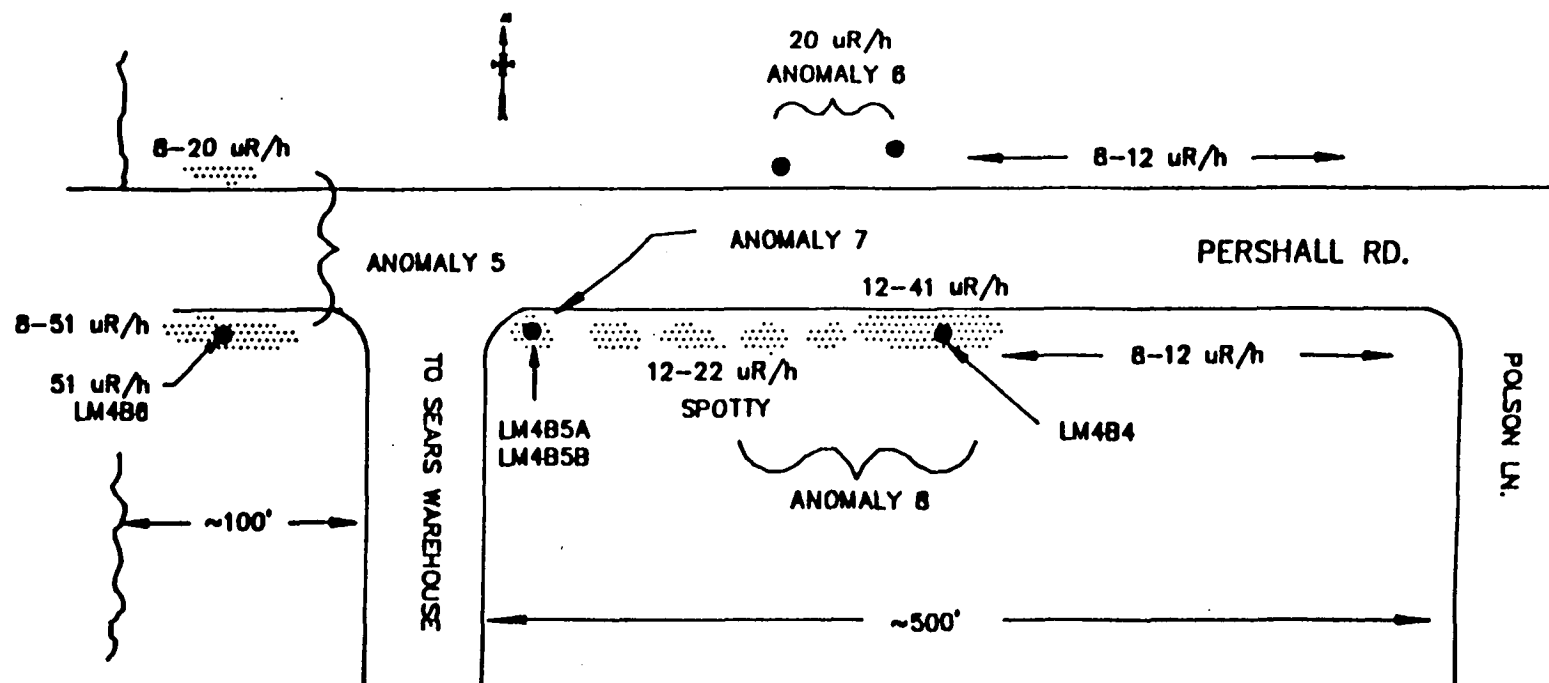 20 uR/h
ANOMALY 6
8-20 uR/h
8-12 uR/h
ANOMALY 7
ANOMALY 5
PERSHALL RD.
12-41 uR/h
8-51 uR/h
8-12 uR/h
12-22 uR/h
SPOTTY
51 uR/h
LM4B6
LM4B5A
LM4B5B
LM4B4
ANOMALY 8
TO SEARS WAREHOUSE
POLSON LN.
~100'
~500'